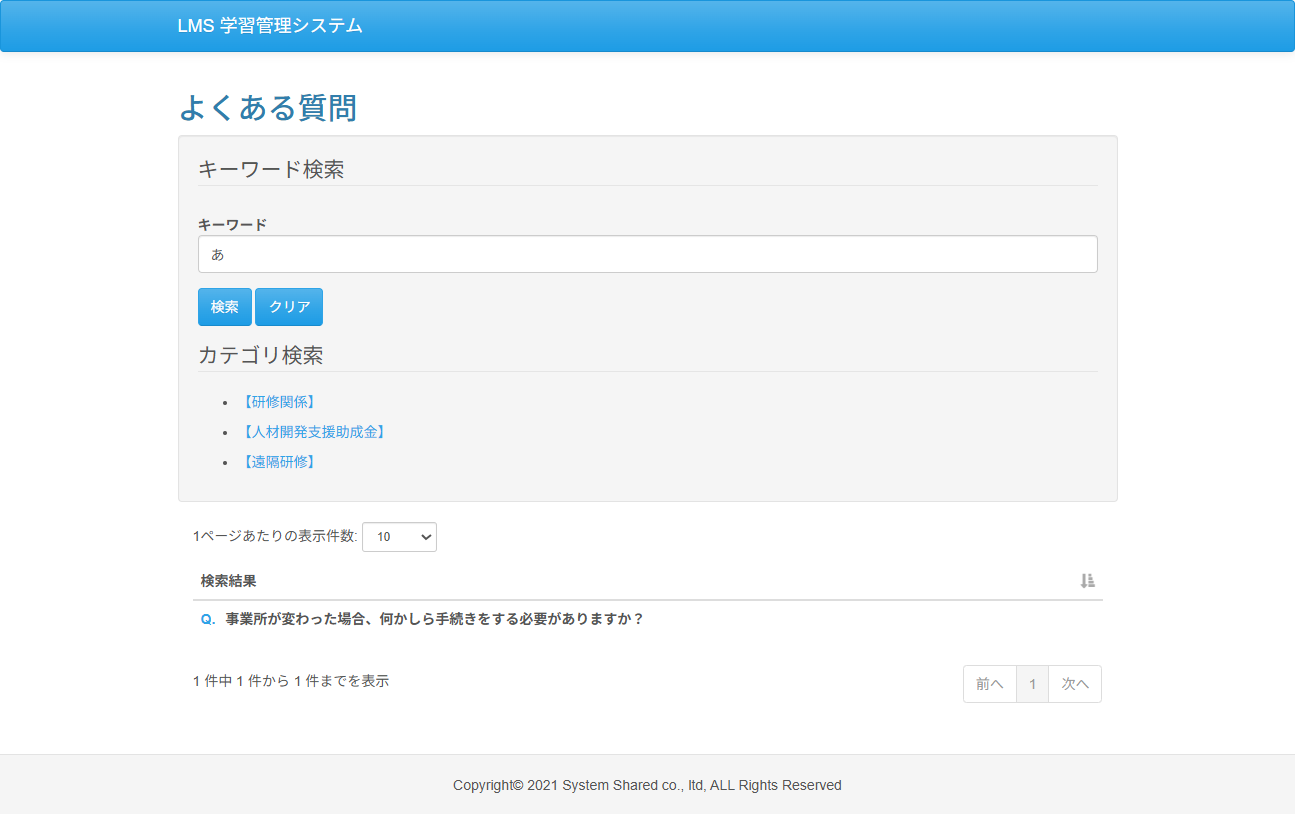 LMS 学習管理システム
よくある質問
キーワード検索
キーワード
あ
検索 クリア
カテゴリ検索
【研修関係】
【人材開発支援助成金】
【遠隔研修】
1ページあたりの表示件数: 10
検索結果
Q. 事業所が変わった場合、何かしら手続きをする必要がありますか？
1 件中 1 件から 1 件までを表示
前へ 1 次へ
Copyright© 2021 System Shared co., ltd, ALL Rights Reserved